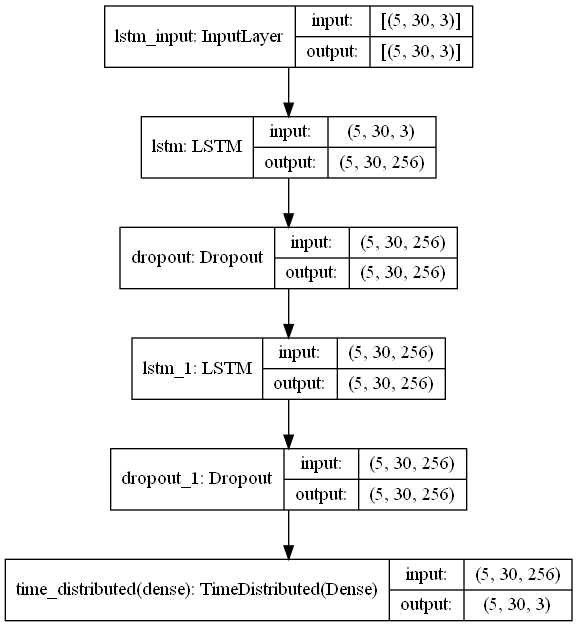 lstm_input: InputLayer
input: [(5, 30, 3)]
output: [(5, 30, 3)]
lstm: LSTM
input: (5, 30, 3)
output: (5, 30, 256)
dropout: Dropout
input: (5, 30, 256)
output: (5, 30, 256)
lstm_1: LSTM
input: (5, 30, 256)
output: (5, 30, 256)
dropout_1: Dropout
input: (5, 30, 256)
output: (5, 30, 256)
time_distributed(dense): TimeDistributed(Dense)
input: (5, 30, 256)
output: (5, 30, 3)